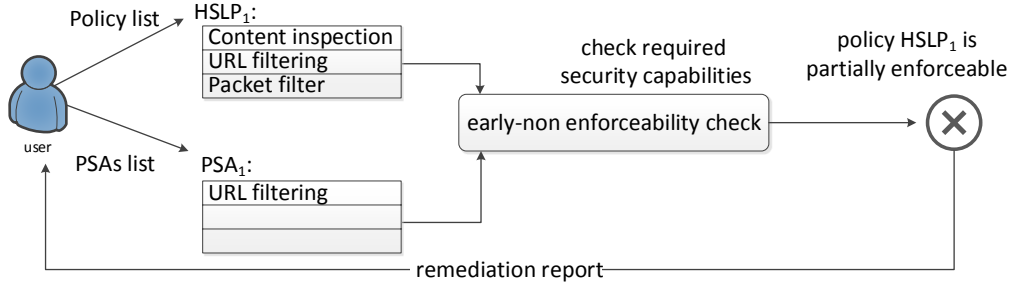 Policy list
HSLP1:
Content inspection
URL filtering
Packet filter
check required
security capabilities
policy HSLP1 is
partially enforceable
early-non enforceability check
user
PSAs list
PSA1:
URL filtering
remediation report